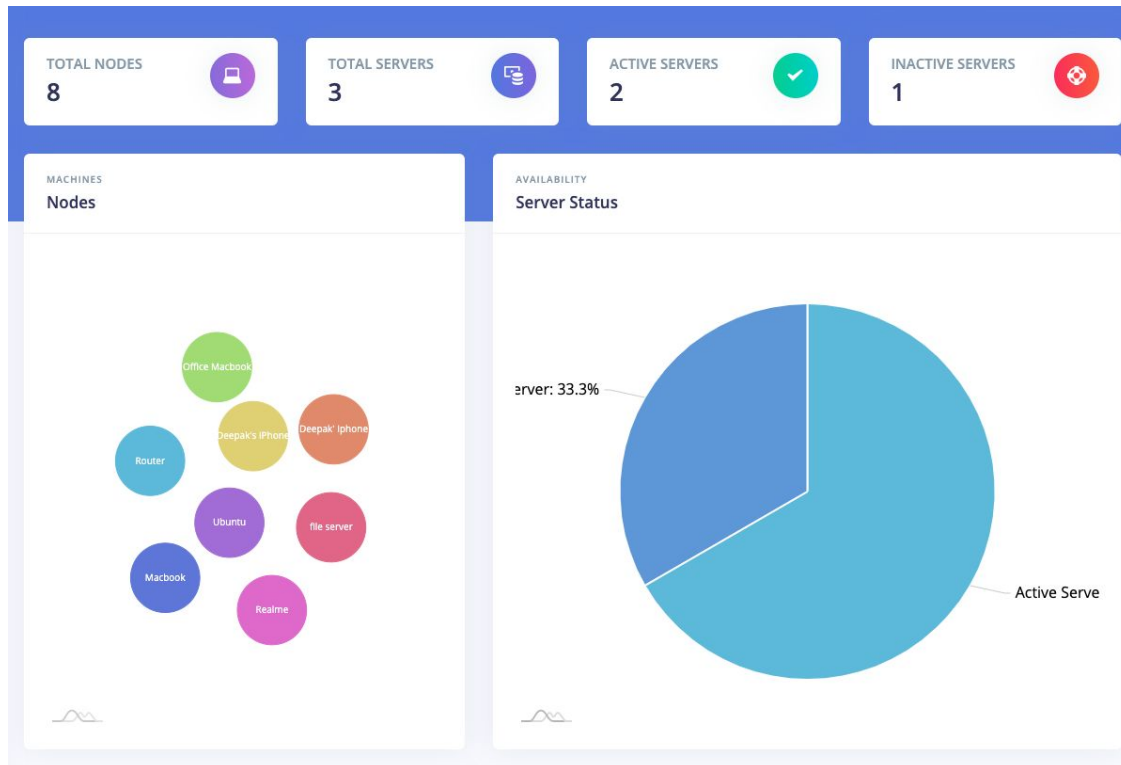 TOTAL NODES
8
TOTAL SERVERS
3
ACTIVE SERVERS
2
INACTIVE SERVERS
1
MACHINES
Nodes
AVAILABILITY
Server Status
Office Macbook
Deepak's iPhone
Deepak' Iphone
Router
Ubuntu
file server
Macbook
Realme
erver: 33.3%
Active Serve